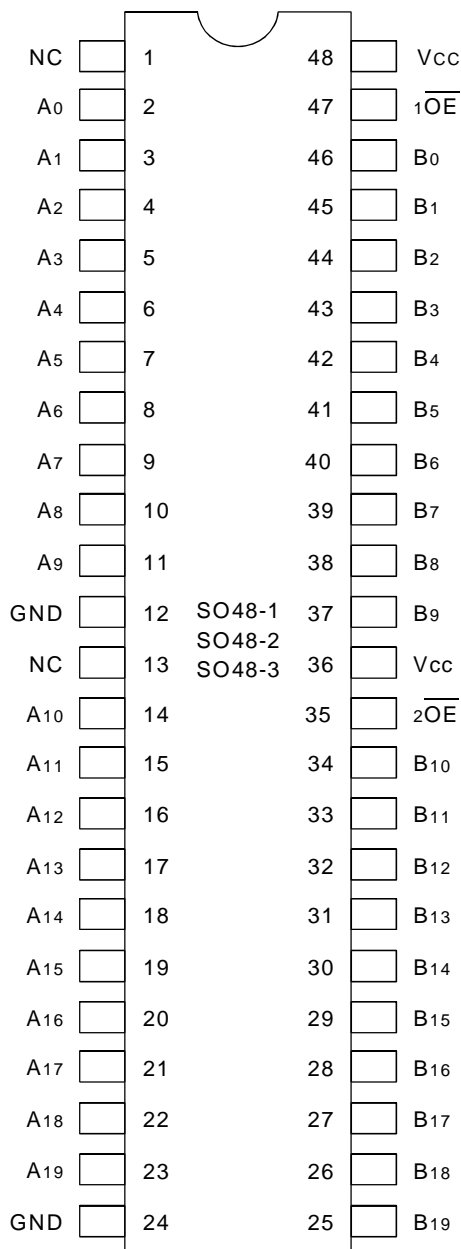 NC 1 48 VCC
A0 2 47 1O̅E̅
A1 3 46 B0
A2 4 45 B1
A3 5 44 B2
A4 6 43 B3
A5 7 42 B4
A6 8 41 B5
A7 9 40 B6
A8 10 39 B7
A9 11 38 B8
GND 12 SO48-1 37 B9
SO48-2
NC 13 SO48-3 36 Vcc
A10 14 35 2O̅E̅
A11 15 34 B10
A12 16 33 B11
A13 17 32 B12
A14 18 31 B13
A15 19 30 B14
A16 20 29 B15
A17 21 28 B16
A18 22 27 B17
A19 23 26 B18
GND 24 25 B19